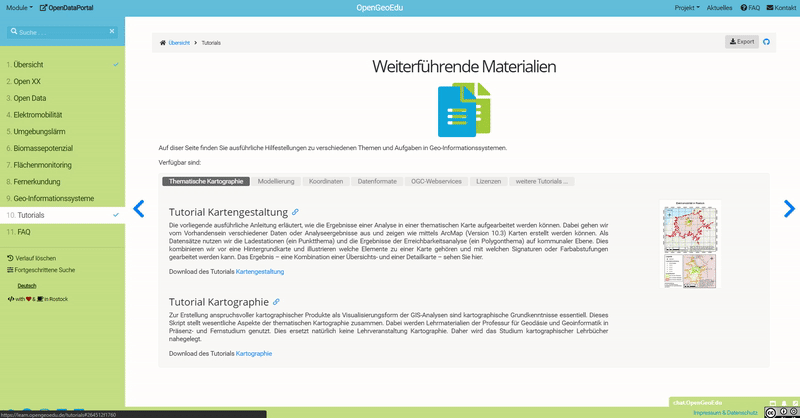 Module OpenDataPortal OpenGeoEdu Projekt Aktuelles FAQ Kontakt
Suche . . .
Übersicht Tutorials Export
1. Übersicht
2. Open XX
3. Open Data
4. Elektromobilität
5. Umgebungslärm
6. Biomassepotenzial
7. Flächenmonitoring
8. Fernerkundung
9. Geo-Informationssysteme
10. Tutorials
11. FAQ
Verlauf löschen
Fortgeschrittene Suche
Deutsch
with & in Rostock
Weiterführende Materialien
Auf diser Seite finden Sie ausführliche Hilfestellungen zu verschiedenen Themen und Aufgaben in Geo-Informationssystemen.
Verfügbar sind:
Thematische Kartographie Modellierung Koordinaten Datenformate OGC-Webservices Lizenzen weitere Tutorials ...
Tutorial Kartengestaltung
Die vorliegende ausführliche Anleitung erläutert, wie die Ergebnisse einer Analyse in einer thematischen Karte aufgearbeitet werden können. Dabei gehen wir
vom Vorhandensein verschiedener Daten oder Analyseergebnisse aus und zeigen wie mittels ArcMap (Version 10.3) Karten erstellt werden können. Als
Datensätze nutzen wir die Ladestationen (ein Punktthema) und die Ergebnisse der Erreichbarkeitsanalyse (ein Polygonthema) auf kommunaler Ebene. Dies
kombinieren wir vor eine Hintergrundkarte und illustrieren welche Elemente zu einer Karte gehören und mit welchen Signaturen oder Farbabstufungen
gearbeitet werden kann. Das Ergebnis – eine Kombination einer Übersichts- und einer Detailkarte – sehen Sie hier.
Download des Tutorials Kartengestaltung
Tutorial Kartographie
Zur Erstellung anspruchsvoller kartographischer Produkte als Visualisierungsform der GIS-Analysen sind kartographische Grundkenntnisse essentiell. Dieses
Skript stellt wesentliche Aspekte der thematischen Kartographie zusammen. Dabei werden Lehrmaterialien der Professur für Geodäsie und Geoinformatik in
Präsenz- und Fernstudium genutzt. Dies ersetzt natürlich keine Lehrveranstaltung Kartographie. Daher wird das Studium kartographischer Lehrbücher
nahegelegt.
Download des Tutorials Kartographie
chat.OpenGeoEdu
https://learn.opengeoedu.de/tutorials#264512f1760
Impressum & Datenschutz